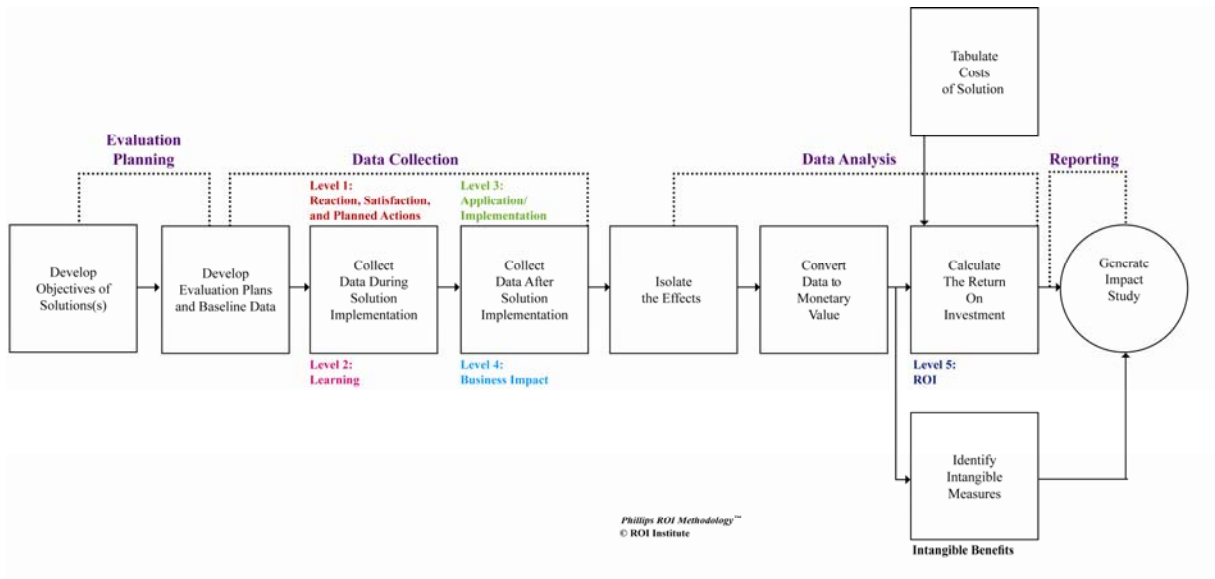 Tabulate
Costs
of Solution
Evaluation
Planning
Data Collection
Data Analysis
Reporting
Level 1:
Reaction, Satisfaction,
and Planned Actions
Level 3:
Application/
Implementation
Develop
Objectives of
Solutions(s)
Develop
Evaluation Plans
and Baseline Data
Collect
Data During
Solution
Implementation
Collect
Data After
Solution
Implementation
Isolate
the Effects
Convert
Data to
Monetary
Value
Calculate
The Return
On
Investment
Generate
Impact
Study
Level 2:
Learning
Level 4:
Business Impact
Level 5:
ROI
Identify
Intangible
Measures
Intangible Benefits
Phillips ROI Methodology™
© ROI Institute